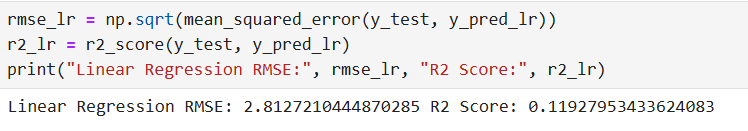 rmse_lr = np.sqrt(mean_squared_error(y_test, y_pred_lr))
r2_lr = r2_score(y_test, y_pred_lr)
print("Linear Regression RMSE:", rmse_lr, "R2 Score:", r2_lr)
Linear Regression RMSE: 2.8127210444870285 R2 Score: 0.11927953433624083